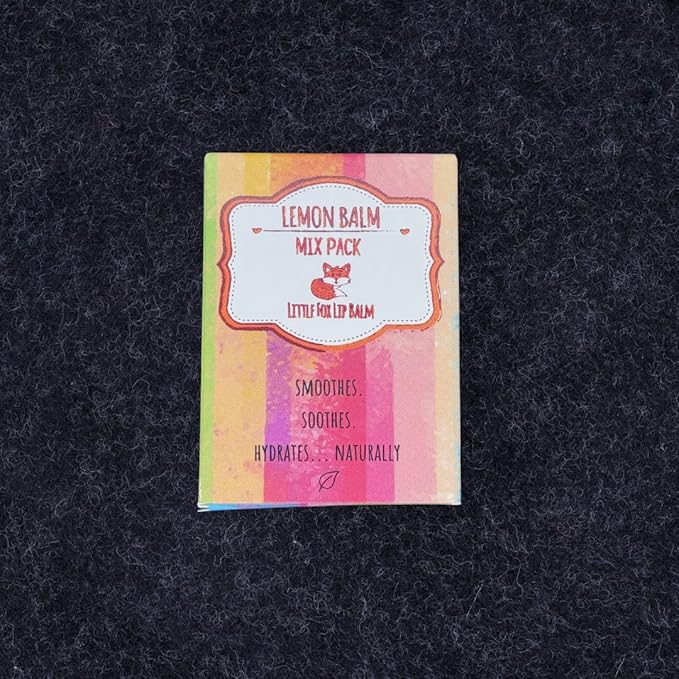 LEMON BALM
MIX PACK
LITTLE FOX LIP BALM
SMOOTHES.
SOOTHES.
HYDRATES... NATURALLY